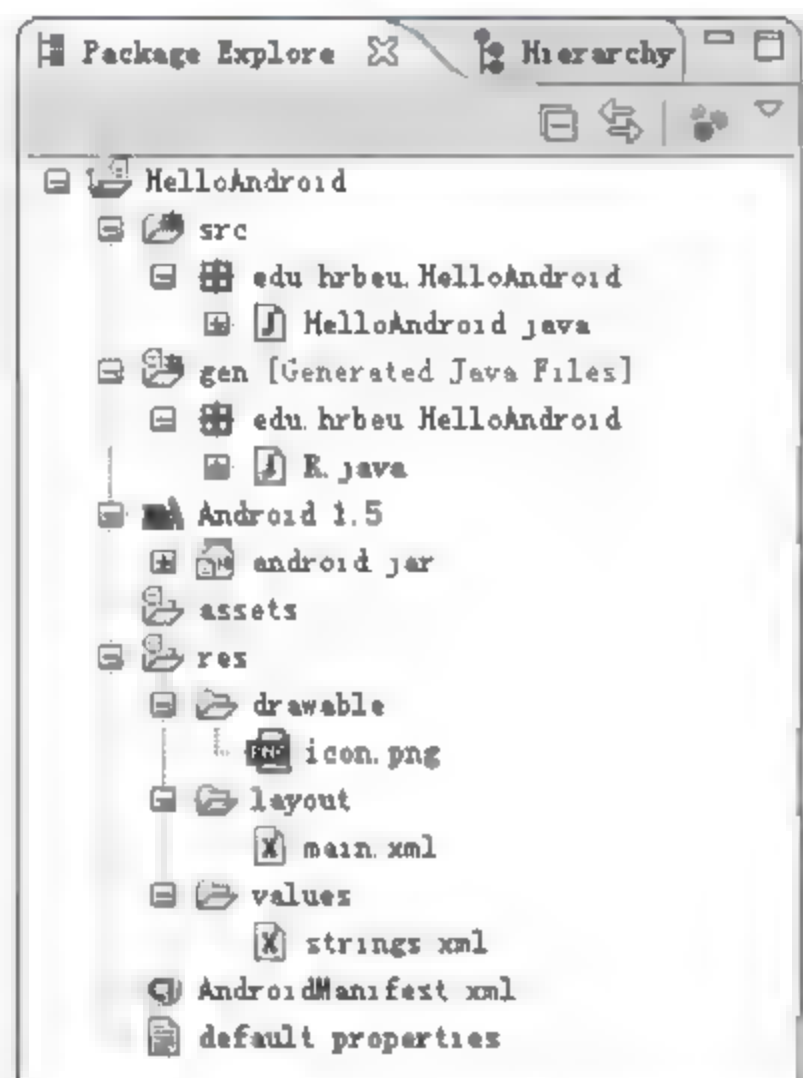 Package Explore Hierarchy
HelloAndroid
src
edu.hrbeu.HelloAndroid
HelloAndroid.java
gen [Generated Java Files]
edu.hrbeu.HelloAndroid
R.java
Android 1.5
android.jar
assets
res
drawable
icon.png
layout
main.xml
values
strings.xml
AndroidManifest.xml
default.properties